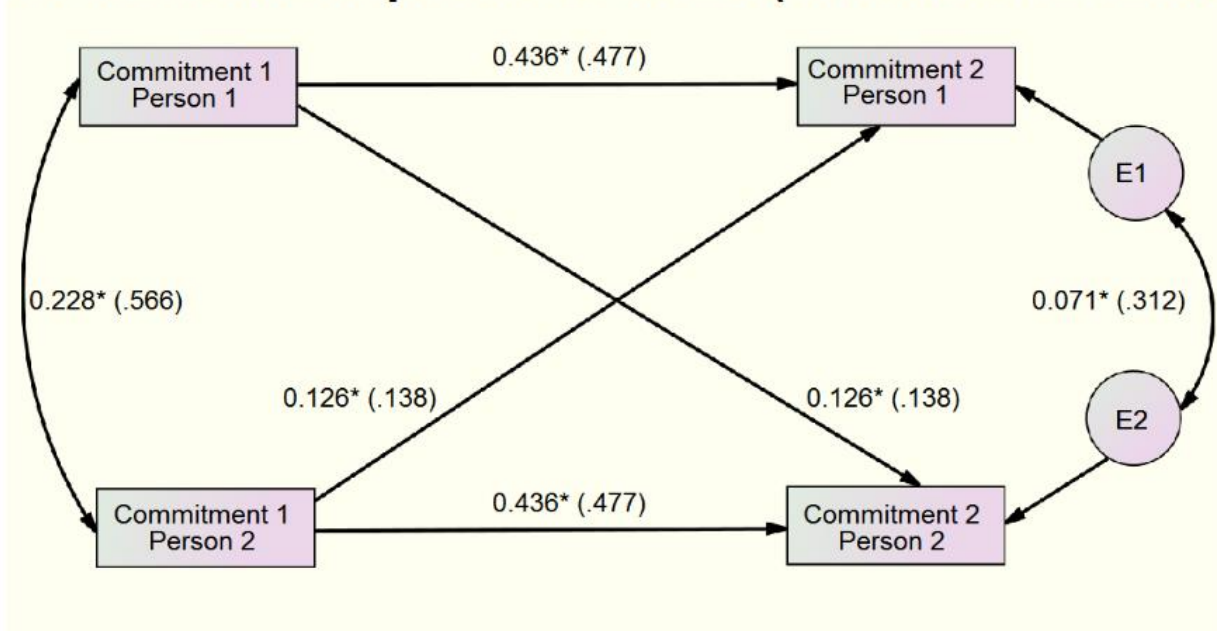 Commitment 1
Person 1
0.436* (.477)
Commitment 2
Person 1
E1
0.228* (.566)
0.071* (.312)
0.126* (.138)
0.126* (.138)
E2
Commitment 1
Person 2
0.436* (.477)
Commitment 2
Person 2